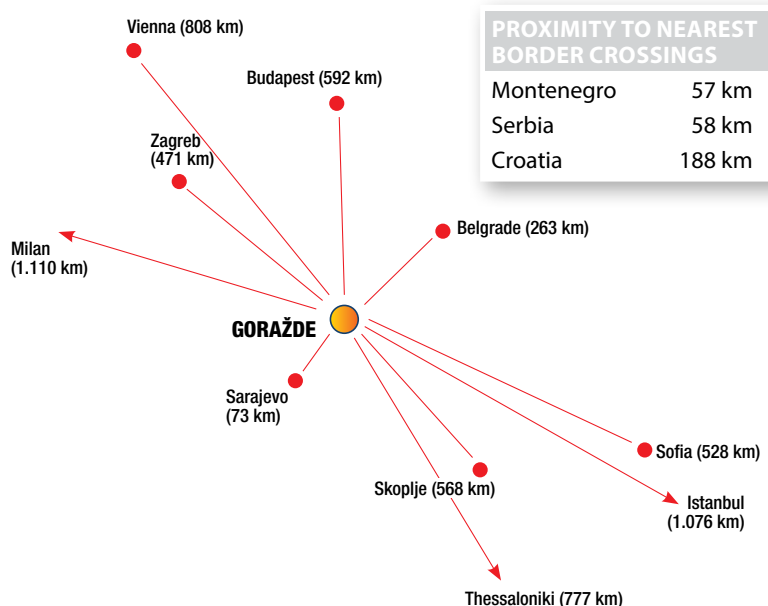 PROXIMITY TO NEAREST
BORDER CROSSINGS
Montenegro 57 km
Serbia 58 km
Croatia 188 km
Vienna (808 km)
Budapest (592 km)
Zagreb
(471 km)
Belgrade (263 km)
Milan
(1.110 km)
GORAŽDE
Sarajevo
(73 km)
Sofia (528 km)
Skoplje (568 km)
Istanbul
(1.076 km)
Thessaloniki (777 km)